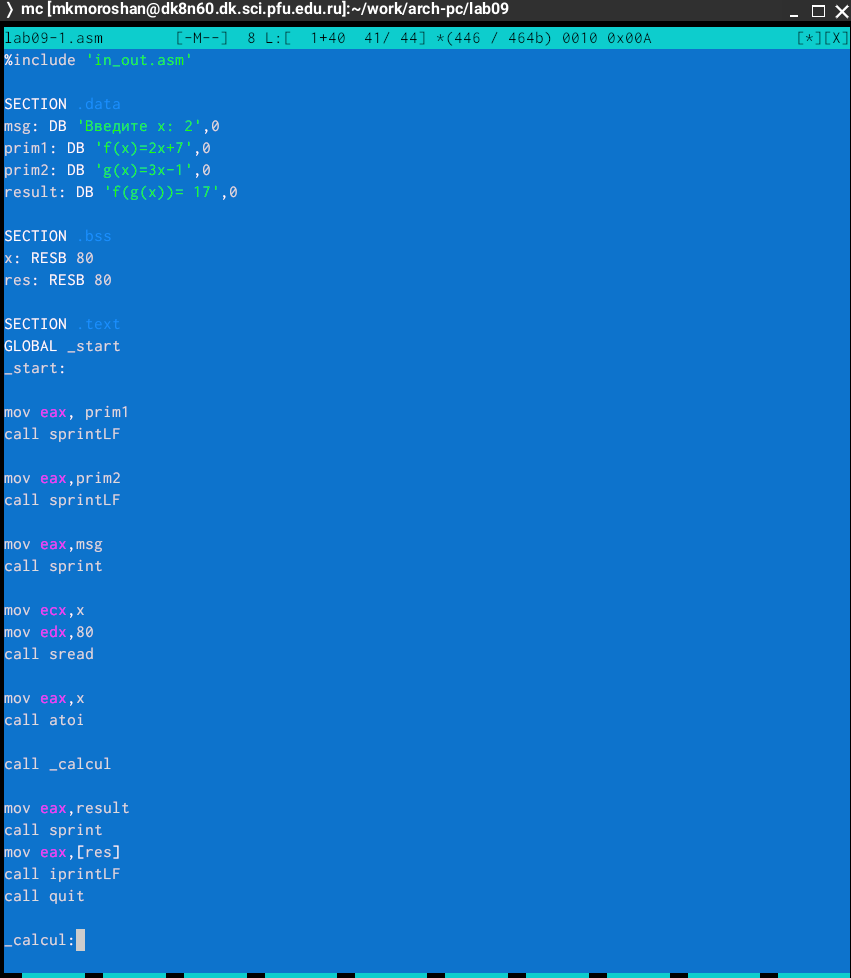 mc [mkmoroshan@dk8n60.dk.sci.pfu.edu.ru]:~/work/arch-pc/lab09
lab09-1.asm [-M--] 8 L:[ 1+40 41/ 44] *(446 / 464b) 0010 0x00A [*][X]
%include 'in_out.asm'
SECTION .data
msg: DB 'Введите x: 2',0
prim1: DB 'f(x)=2x+7',0
prim2: DB 'g(x)=3x-1',0
result: DB 'f(g(x))= 17',0
SECTION .bss
x: RESB 80
res: RESB 80
SECTION .text
GLOBAL _start
_start:
mov eax, prim1
call sprintLF
mov eax,prim2
call sprintLF
mov eax,msg
call sprint
mov ecx,x
mov edx,80
call sread
mov eax,x
call atoi
call _calcul
mov eax,result
call sprint
mov eax,[res]
call iprintLF
call quit
_calcul: